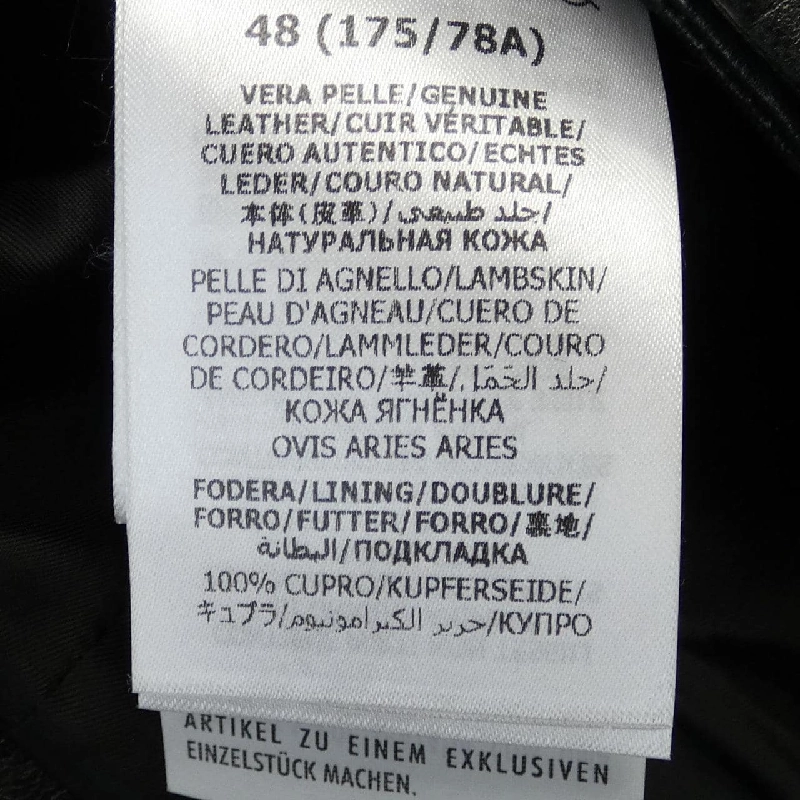 48 (175/78A)
VERA PELLE/GENUINE
LEATHER/CUIR VÉRITABLE/
CUERO AUTENTICO/ECHTES
LEDER/COURO NATURAL/
本体(皮革)/جلد طبيعي/
НАТУРАЛЬНАЯ КОЖА
PELLE DI AGNELLO/LAMBSKIN/
PEAU D'AGNEAU/CUERO DE
CORDERO/LAMMLEDER/COURO
DE CORDEIRO/羊革/جلد الحَمَل/
КОЖА ЯГНЁНКА
OVIS ARIES ARIES
FODERA/LINING/DOUBLURE/
FORRO/FUTTER/FORRO/裏地/
البطانة/ПОДКЛАДКА
100% CUPRO/KUPFERSEIDE/
キュプラ/حرير الكبرامونيوم/КУПРО
ARTIKEL ZU EINEM EXKLUSIVEN
EINZELSTÜCK MACHEN.